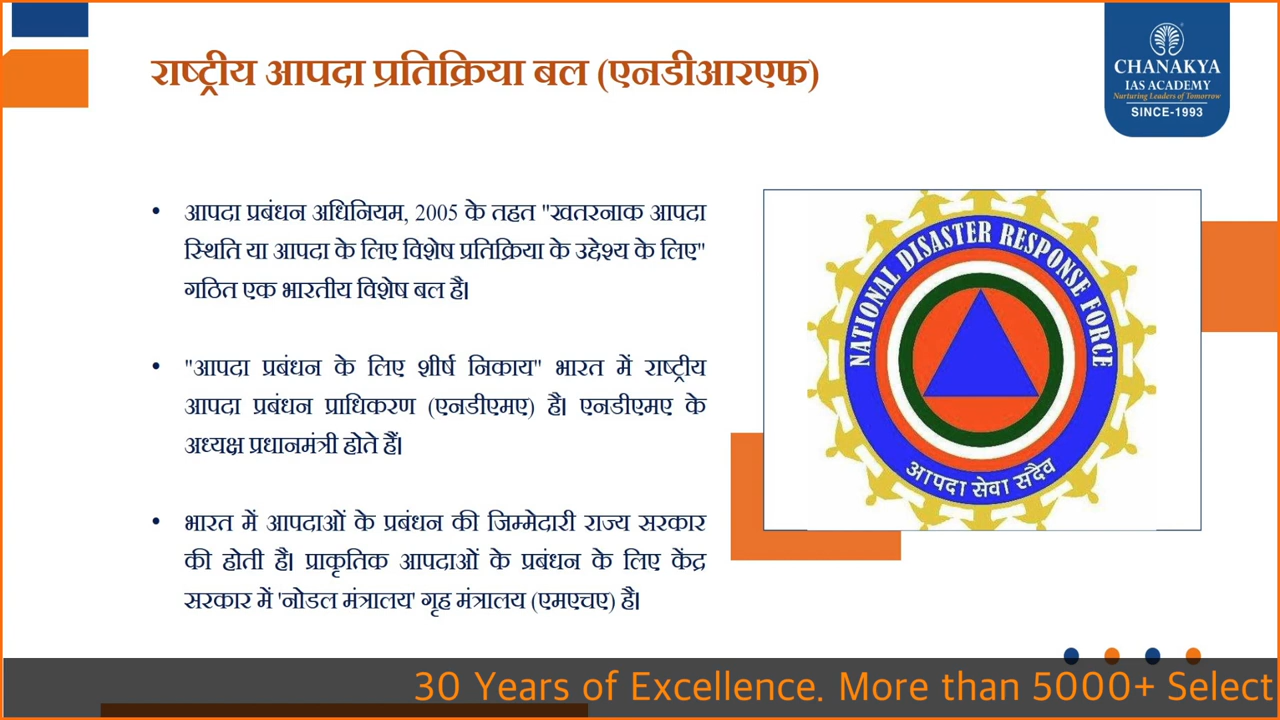 राष्ट्रीय आपदा प्रतिक्रिया बल (एनडीआरएफ)
CHANAKYA
IAS ACADEMY
Nurturing Leaders of Tomorrow
SINCE-1993
• आपदा प्रबंधन अधिनियम, 2005 के तहत "खतरनाक आपदा
स्थिति या आपदा के लिए विशेष प्रतिक्रिया के उद्देश्य के लिए"
गठित एक भारतीय विशेष बल है।
• "आपदा प्रबंधन के लिए शीर्ष निकाय" भारत में राष्ट्रीय
आपदा प्रबंधन प्राधिकरण (एनडीएमए) है। एनडीएमए के
अध्यक्ष प्रधानमंत्री होते हैं।
• भारत में आपदाओं के प्रबंधन की जिम्मेदारी राज्य सरकार
की होती है। प्राकृतिक आपदाओं के प्रबंधन के लिए केंद्र
सरकार में 'नोडल मंत्रालय' गृह मंत्रालय (एमएचए) है।
NATIONAL DISASTER RESPONSE FORCE
आपदा सेवा सदैव
30 Years of Excellence. More than 5000+ Select